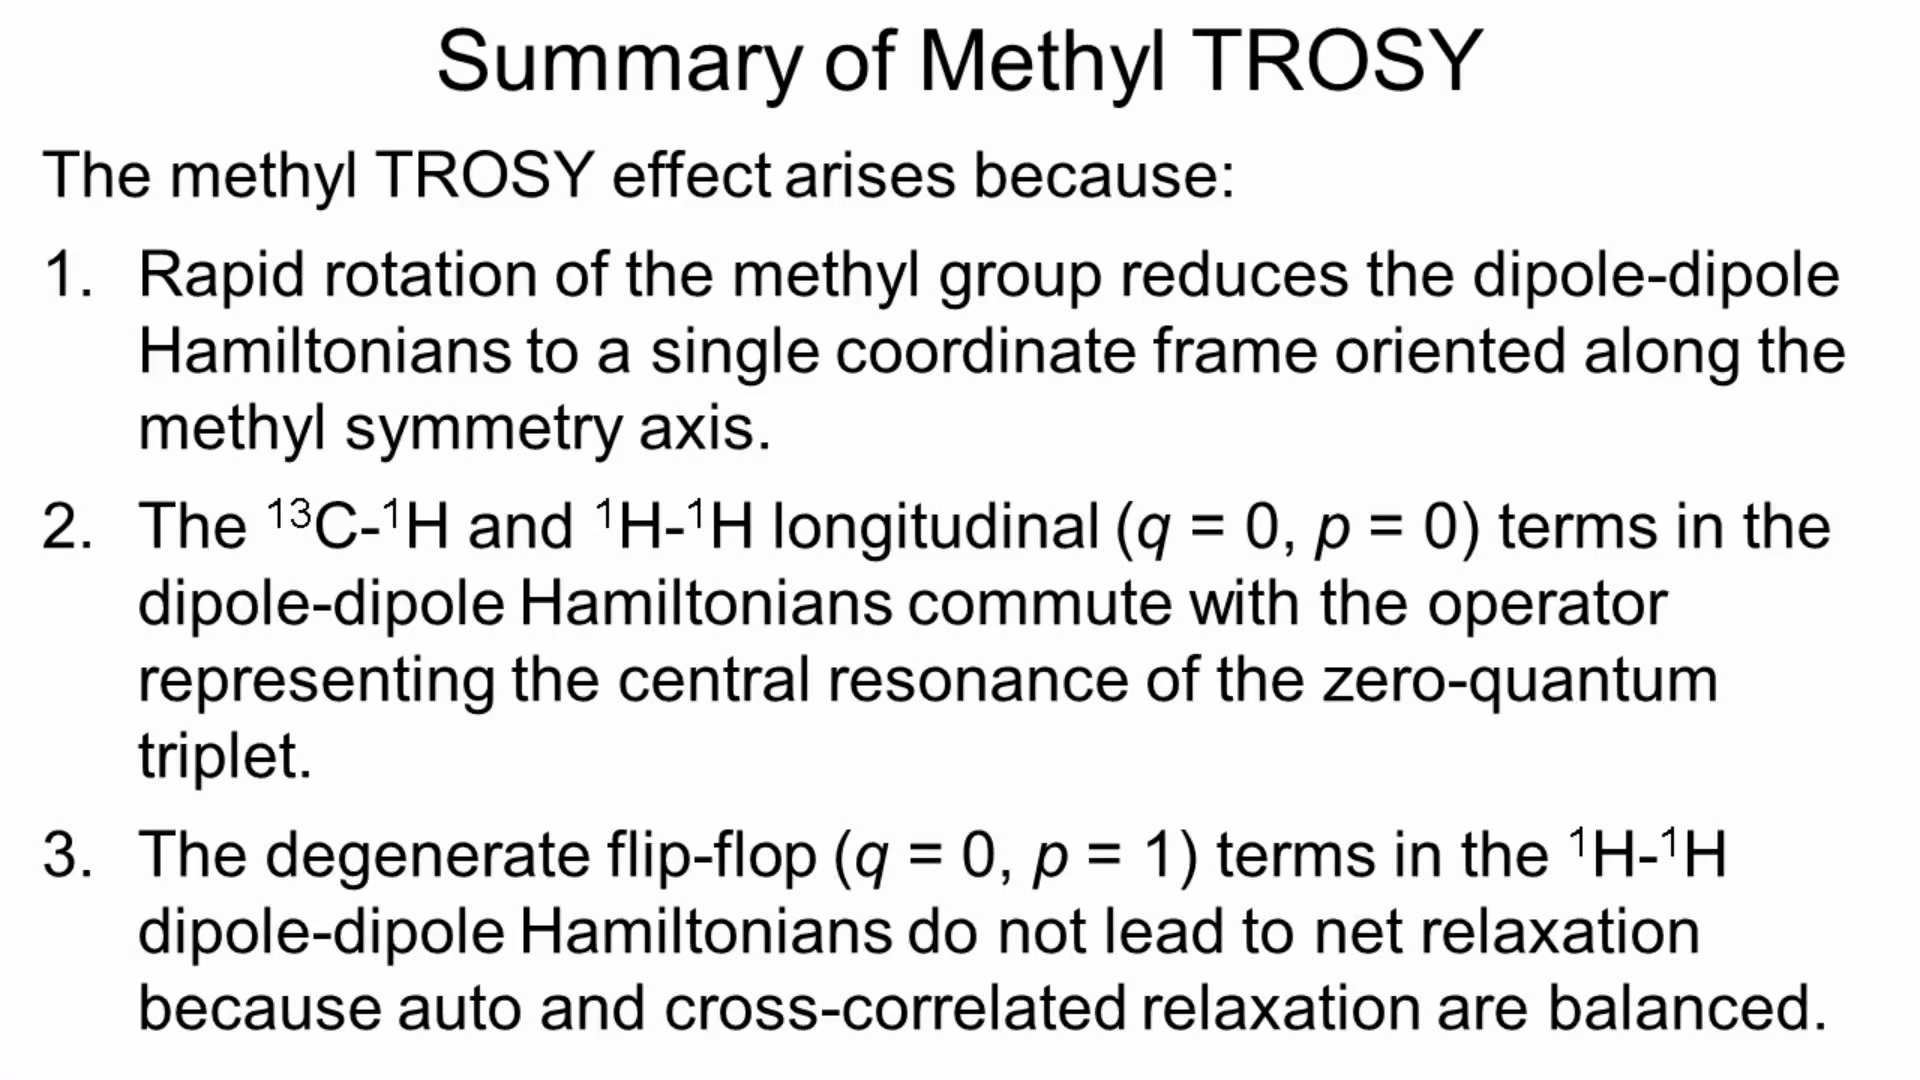 Summary of Methyl TROSY
The methyl TROSY effect arises because:
1. Rapid rotation of the methyl group reduces the dipole-dipole
Hamiltonians to a single coordinate frame oriented along the
methyl symmetry axis.
2. The ¹³C-¹H and ¹H-¹H longitudinal (q = 0, p = 0) terms in the
dipole-dipole Hamiltonians commute with the operator
representing the central resonance of the zero-quantum
triplet.
3. The degenerate flip-flop (q = 0, p = 1) terms in the ¹H-¹H
dipole-dipole Hamiltonians do not lead to net relaxation
because auto and cross-correlated relaxation are balanced.